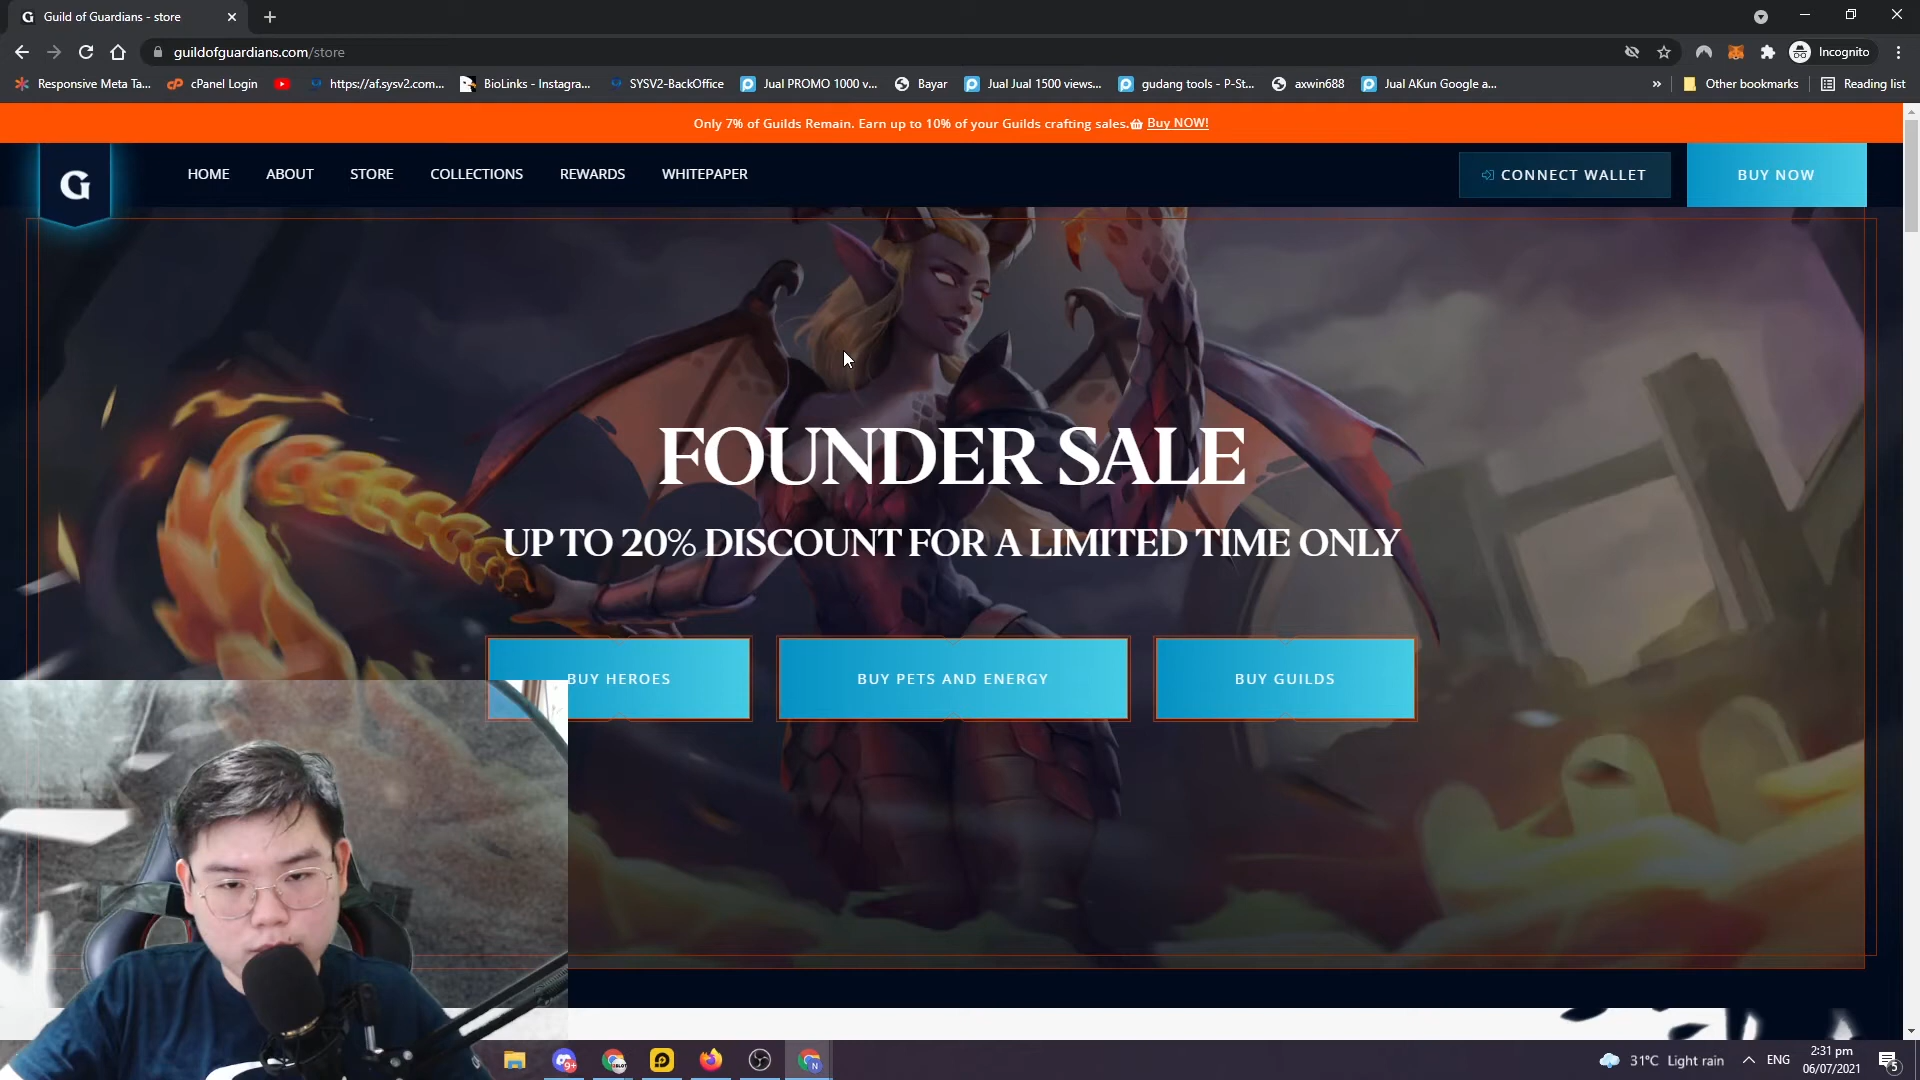 Guild of Guardians - store
guildofguardians.com/store
Incognito
Responsive Meta Ta...
cPanel Login
https://af.sysv2.com...
BioLinks - Instagra...
SYSV2-BackOffice
Jual PROMO 1000 v...
Bayar
Jual Jual 1500 views...
gudang tools - P-St...
axwin688
Jual AKun Google a...
»
Other bookmarks
Reading list
Only 7% of Guilds Remain. Earn up to 10% of your Guilds crafting sales. Buy NOW!
G
HOME
ABOUT
STORE
COLLECTIONS
REWARDS
WHITEPAPER
CONNECT WALLET
BUY NOW
FOUNDER SALE
UP TO 20% DISCOUNT FOR A LIMITED TIME ONLY
BUY HEROES
BUY PETS AND ENERGY
BUY GUILDS
9+
N
31°C Light rain
ENG
2:31 pm
06/07/2021
5